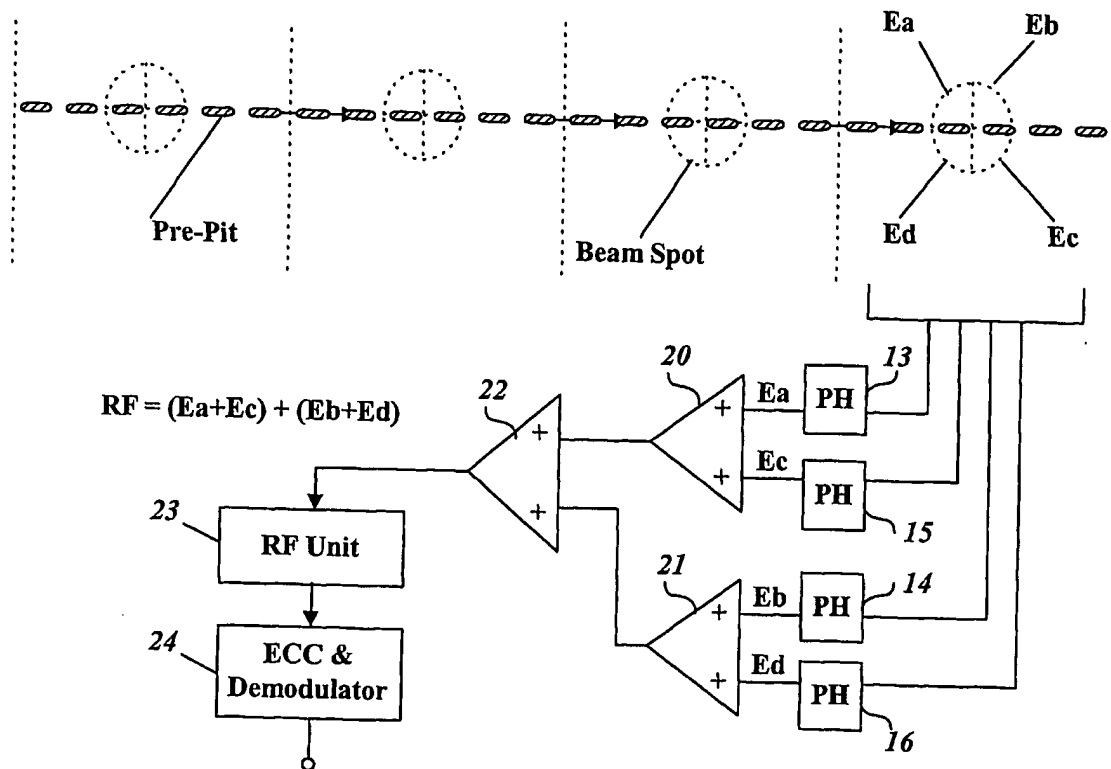 Ea
Eb
Pre-Pit
Beam Spot
Ed
Ec
RF = (Ea+Ec) + (Eb+Ed)
22
+
+
20
+
+
Ea
Ec
PH
13
PH
15
23
RF Unit
21
+
+
Eb
Ed
PH
14
PH
16
24
ECC &
Demodulator